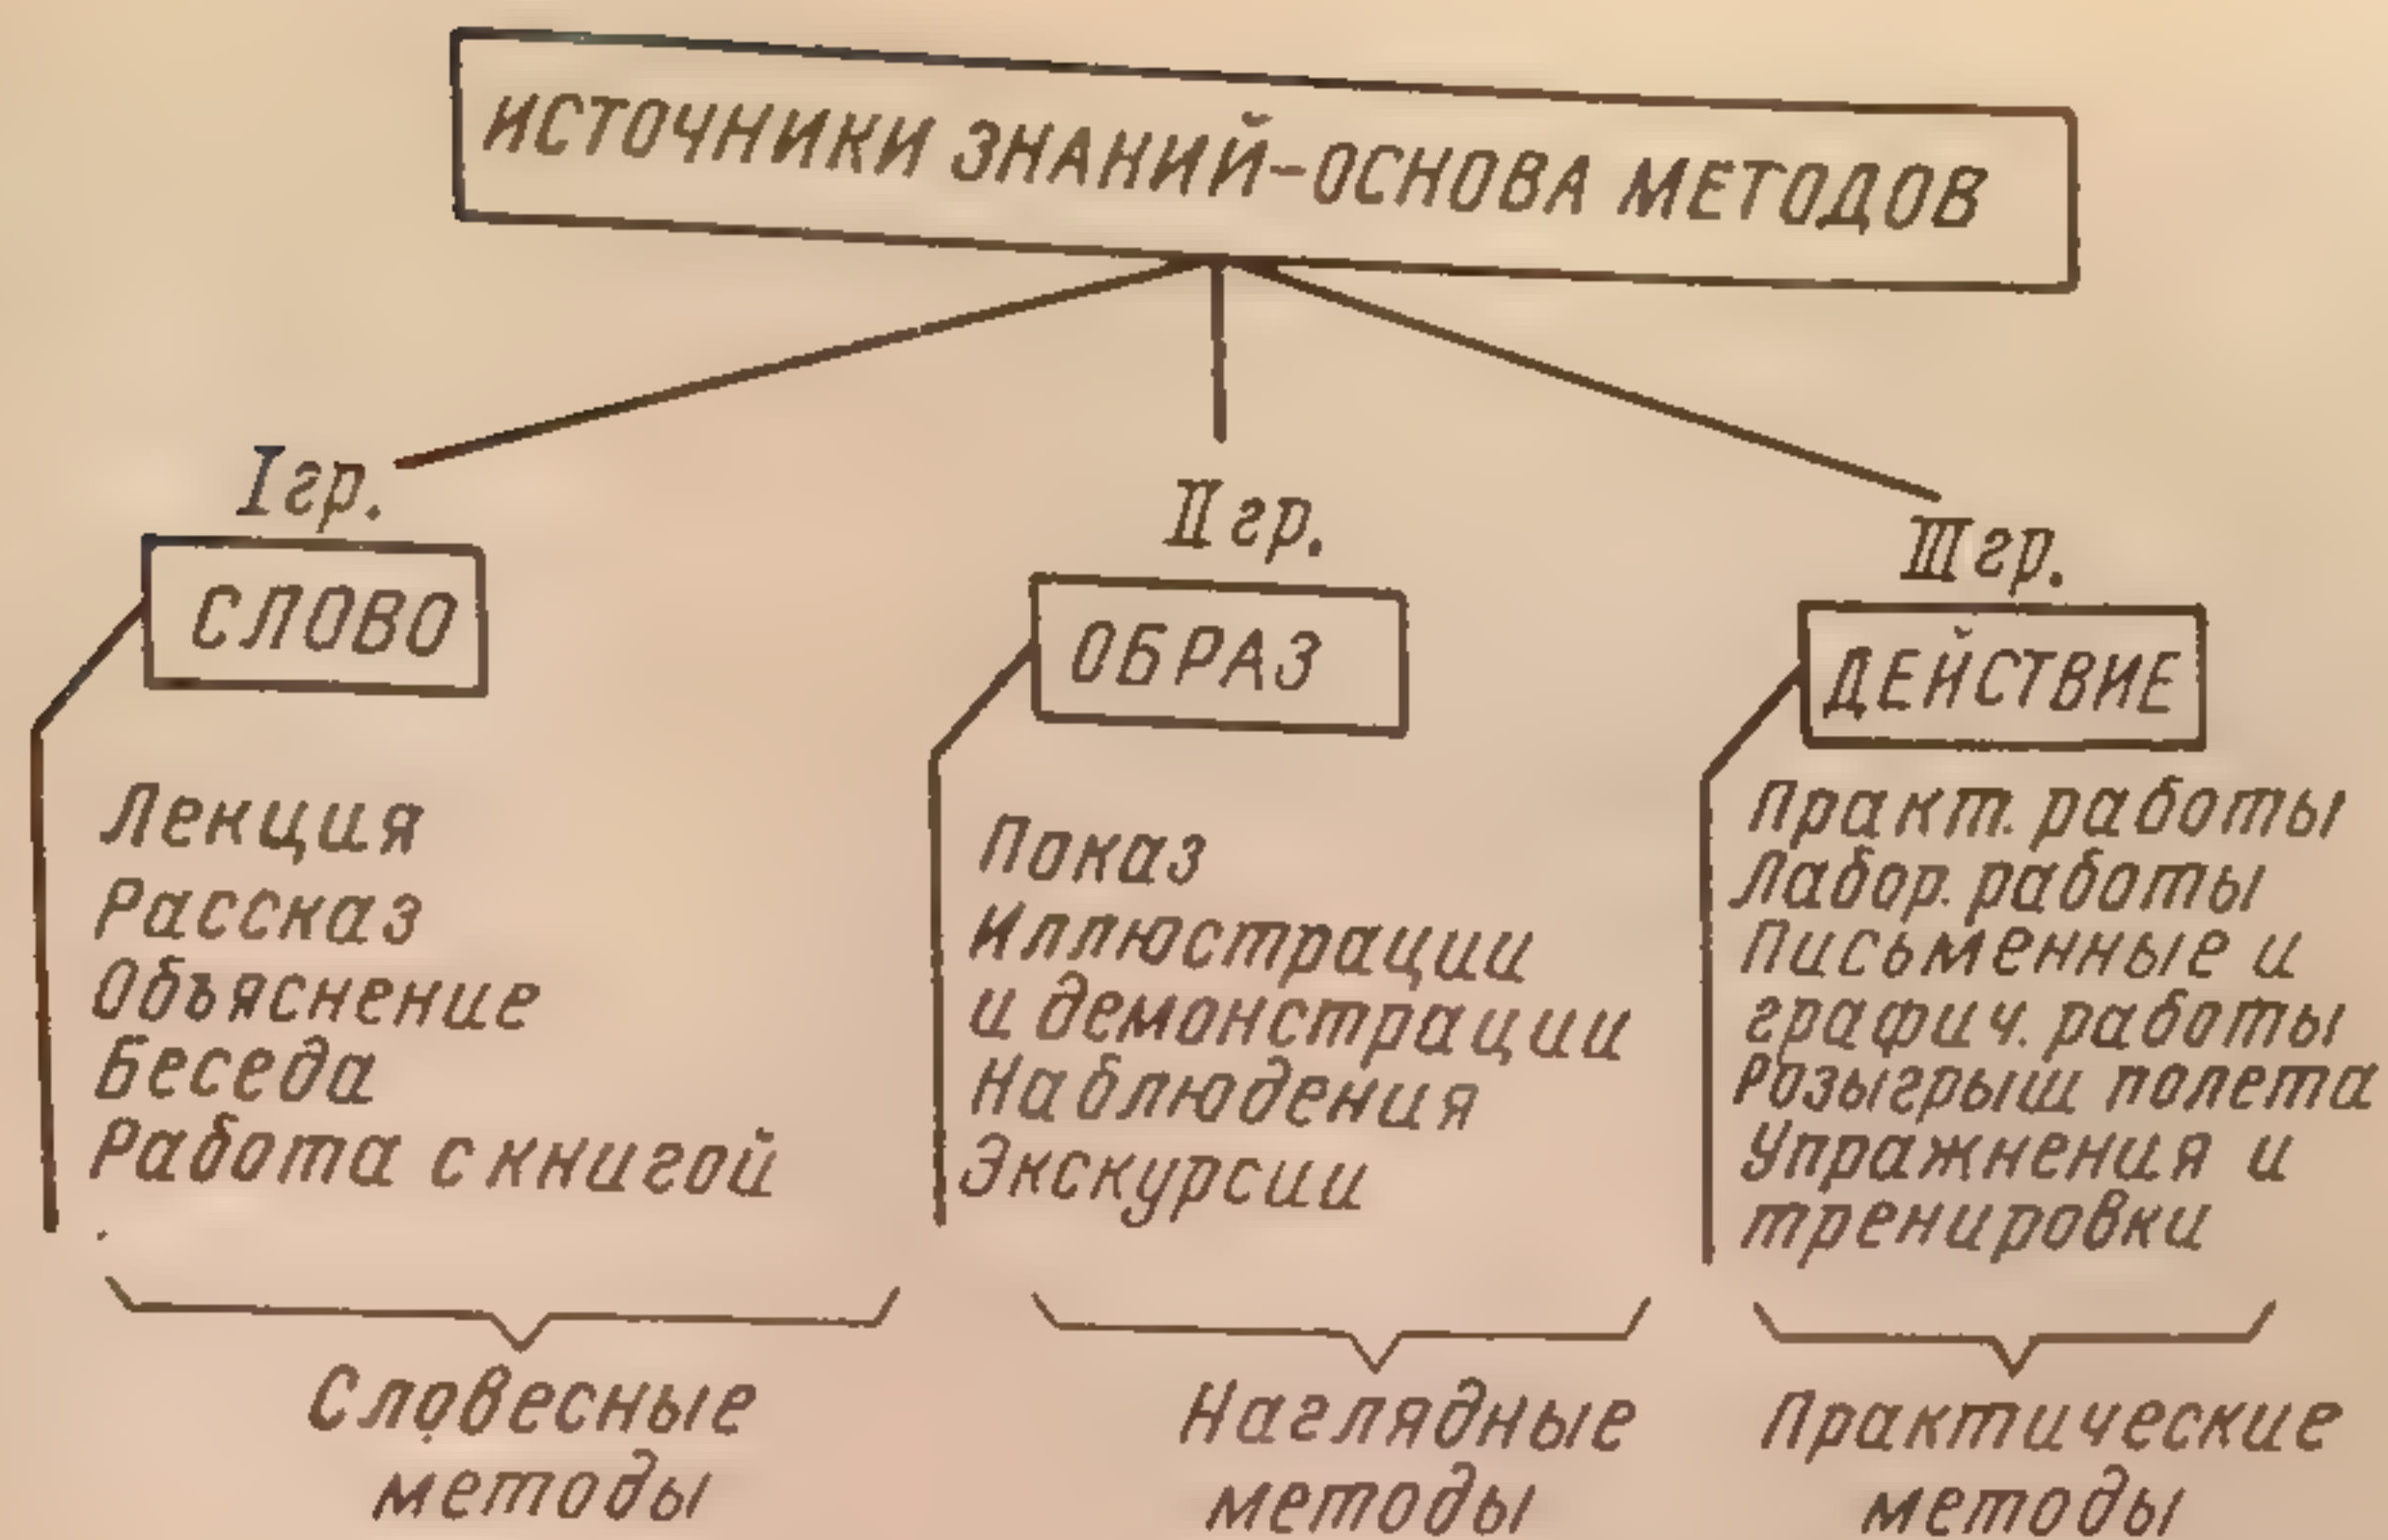 ИСТОЧНИКИ ЗНАНИЙ-ОСНОВА МЕТОДОВ
I гр.
СЛОВО
Лекция
Рассказ
Объяснение
Беседа
Работа с книгой
Словесные
методы
II гр.
ОБРАЗ
Показ
Иллюстрации
и демонстрации
Наблюдения
Экскурсии
Наглядные
методы
III гр.
ДЕЙСТВИЕ
Практ. работы
Лабор. работы
Письменные и
графич. работы
Розыгрыш полета
Упражнения и
тренировки
Практические
методы